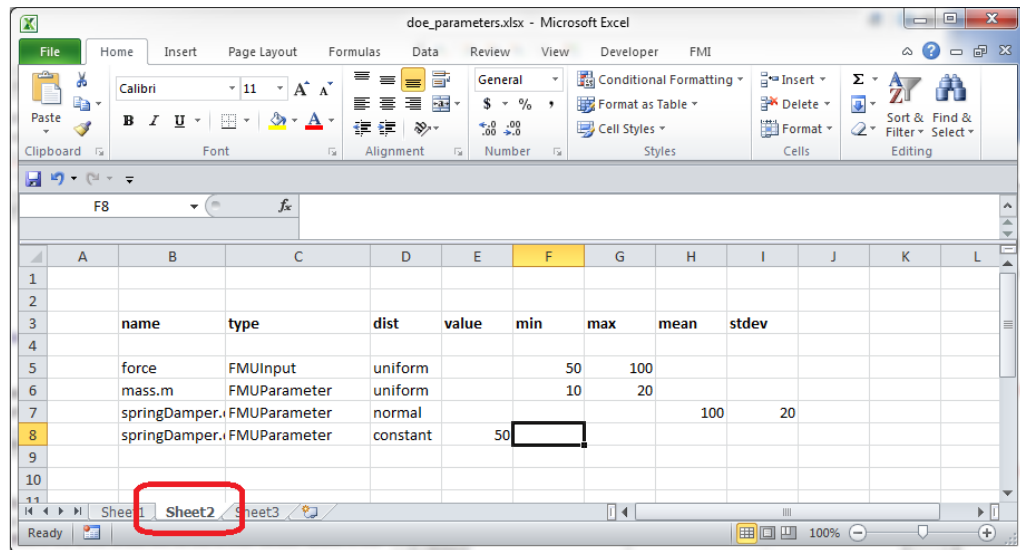 doe_parameters.xlsx - Microsoft Excel
File Home Insert Page Layout Formulas Data Review View Developer FMI
Paste
Calibri 11 A A
B I U A
General
$ % ,
.00 .00
Conditional Formatting
Format as Table
Cell Styles
Insert
Delete
Format
Σ
Sort & Filter
Find & Select
Clipboard Font Alignment Number Styles Cells Editing
F8 fx
A B C D E F G H I J K L
1
2
3 name type dist value min max mean stdev
4
5 force FMUInput uniform 50 100
6 mass.m FMUParameter uniform 10 20
7 springDamper. FMUParameter normal 100 20
8 springDamper. FMUParameter constant 50
9
10
11
Sheet1 Sheet2 Sheet3
Ready 100%